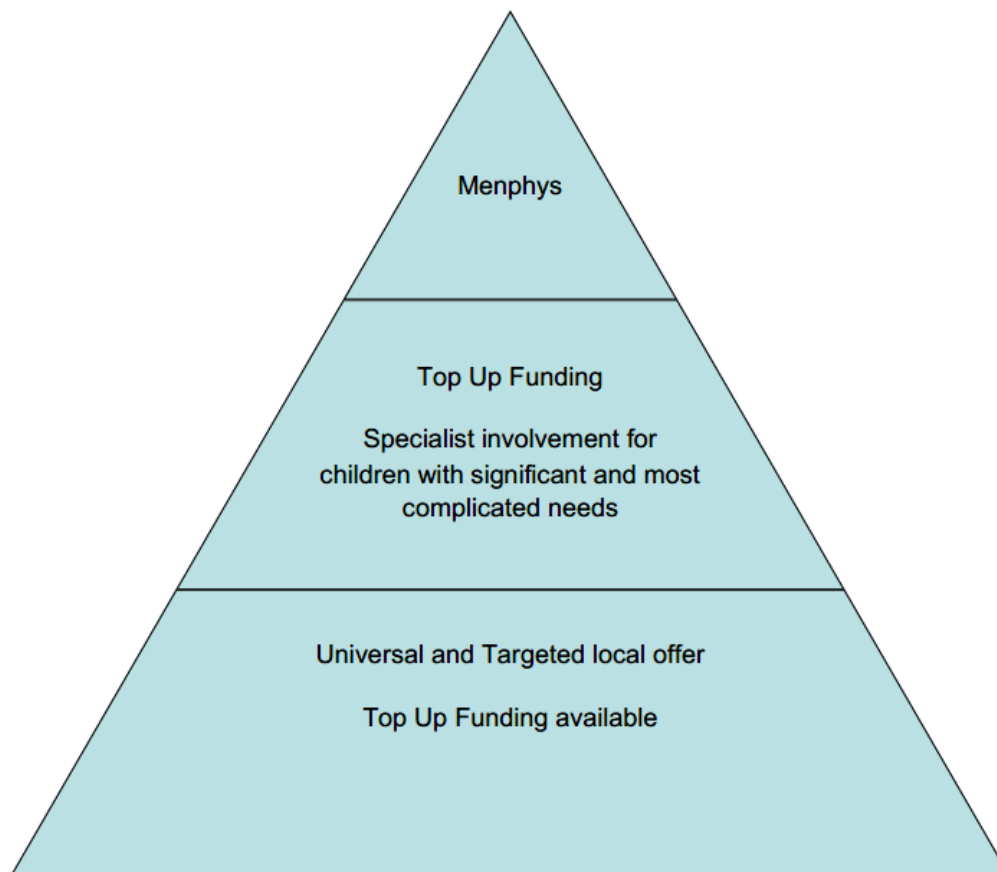 Menphys
Top Up Funding
Specialist involvement for
children with significant and most
complicated needs
Universal and Targeted local offer
Top Up Funding available